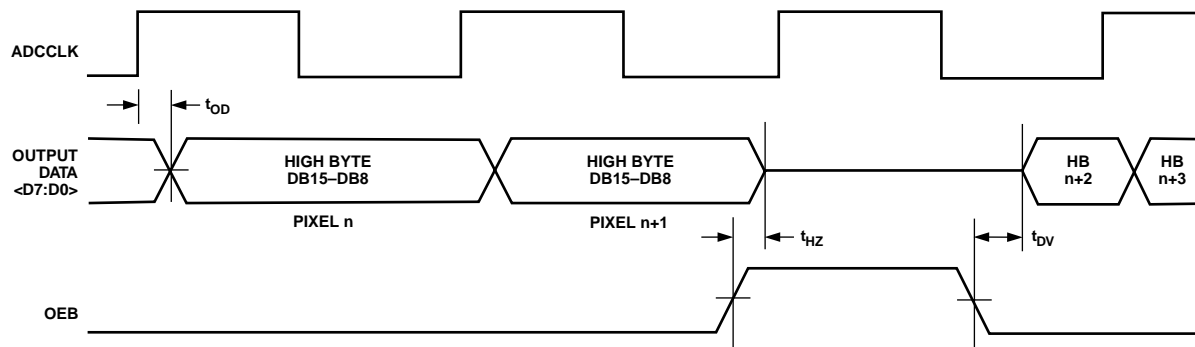 ADCCLK
tOD
OUTPUT
DATA
<D7:D0>
HIGH BYTE
DB15–DB8
HIGH BYTE
DB15–DB8
HB
n+2
HB
n+3
PIXEL n
PIXEL n+1
tHZ
tDV
OEB